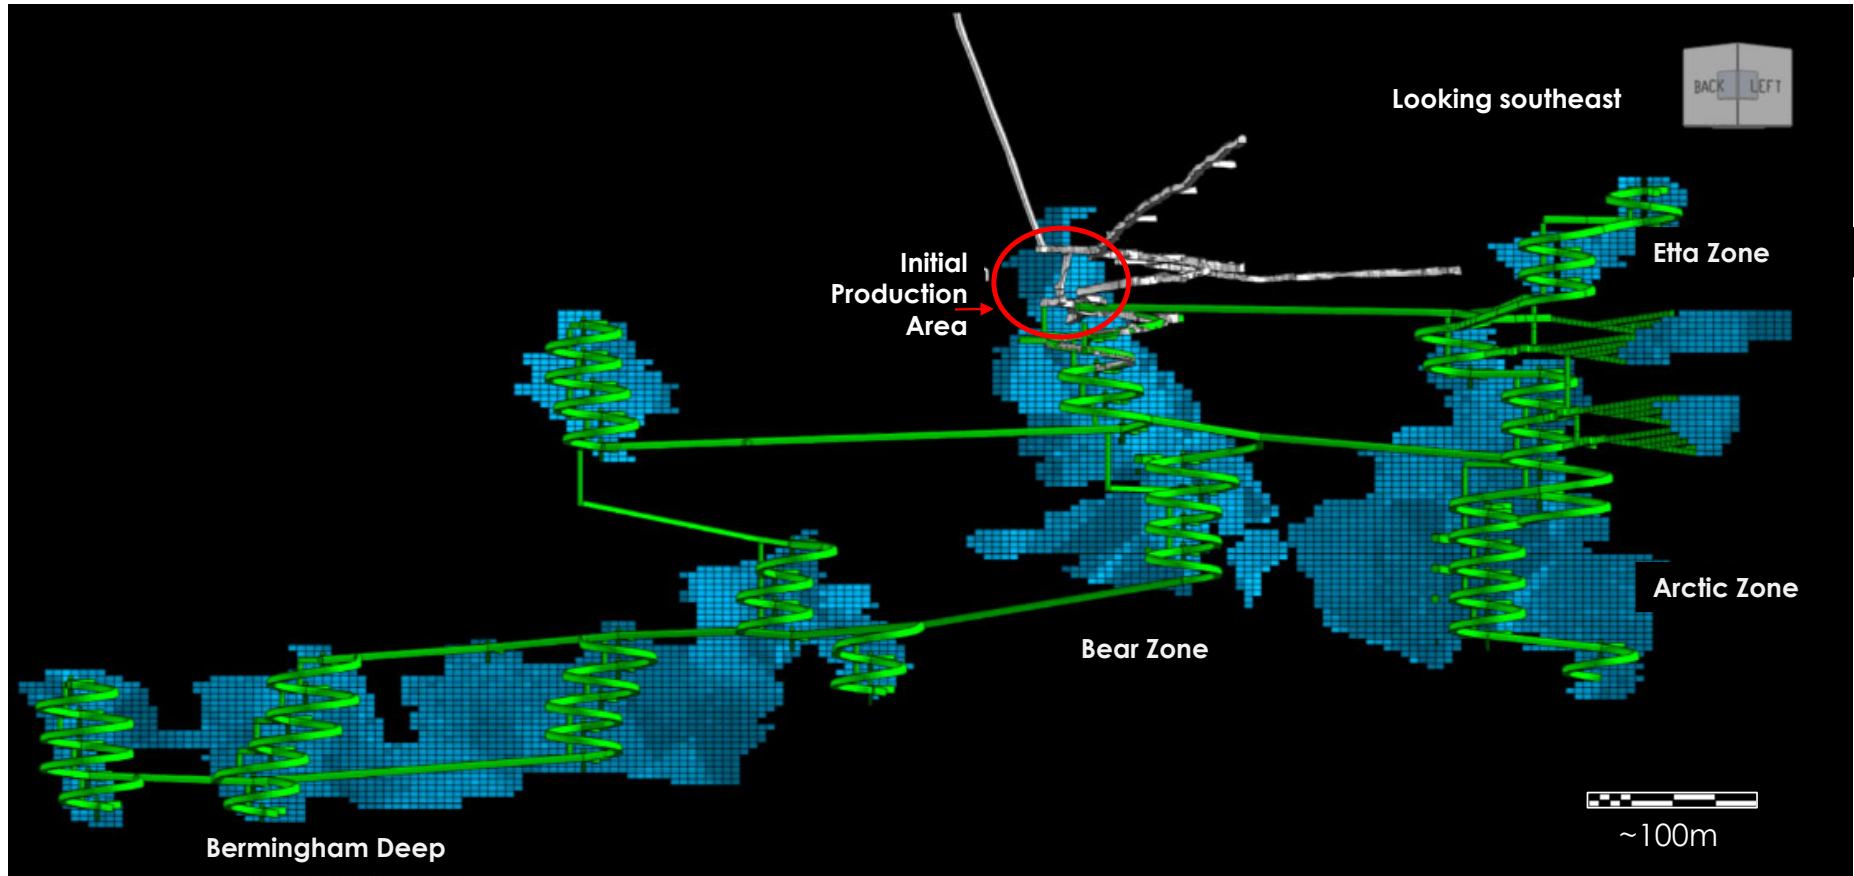 Looking southeast
BACK LEFT
Etta Zone
Initial
Production
Area
Arctic Zone
Bear Zone
Bermingham Deep
~100m